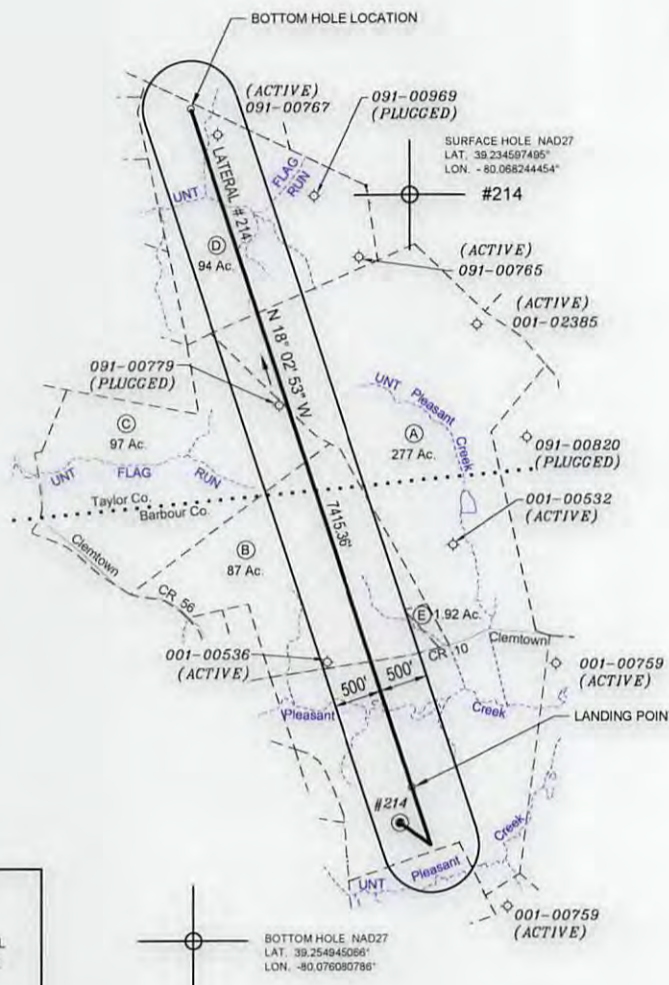 BOTTOM HOLE LOCATION
(ACTIVE)
091-00767
091-00969
(PLUGGED)
SURFACE HOLE NAD27
LAT. 39.234597495°
LON. - 80.068244454°
#214
FLAG
RUN
UNT
LATERAL #214
D
94 Ac.
(ACTIVE)
091-00765
(ACTIVE)
001-02385
N 18° 02' 53" W
091-00779
(PLUGGED)
UNT Pleasant
Creek
C
97 Ac.
A
277 Ac.
091-00820
(PLUGGED)
UNT FLAG RUN
Taylor Co.
Barbour Co.
7415.36'
001-00532
(ACTIVE)
Clemtown
CR 56
B
87 Ac.
E 1.92 Ac.
Clemtown
CR 10
001-00536
(ACTIVE)
001-00759
(ACTIVE)
500' 500'
Pleasant Creek
LANDING POIN
#214
UNT Pleasant Creek
001-00759
(ACTIVE)
BOTTOM HOLE NAD27
LAT. 39.254945066°
LON. -80.076080786°